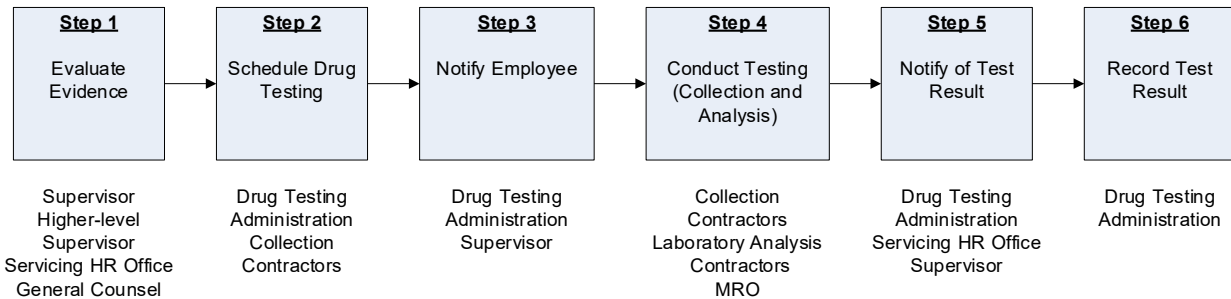 Step 1
Evaluate
Evidence
Step 2
Schedule Drug
Testing
Step 3
Notify Employee
Step 4
Conduct Testing
(Collection and
Analysis)
Step 5
Notify of Test
Result
Step 6
Record Test
Result
Supervisor
Higher-level
Supervisor
Servicing HR Office
General Counsel
Drug Testing
Administration
Collection
Contractors
Drug Testing
Administration
Supervisor
Collection
Contractors
Laboratory Analysis
Contractors
MRO
Drug Testing
Administration
Servicing HR Office
Supervisor
Drug Testing
Administration